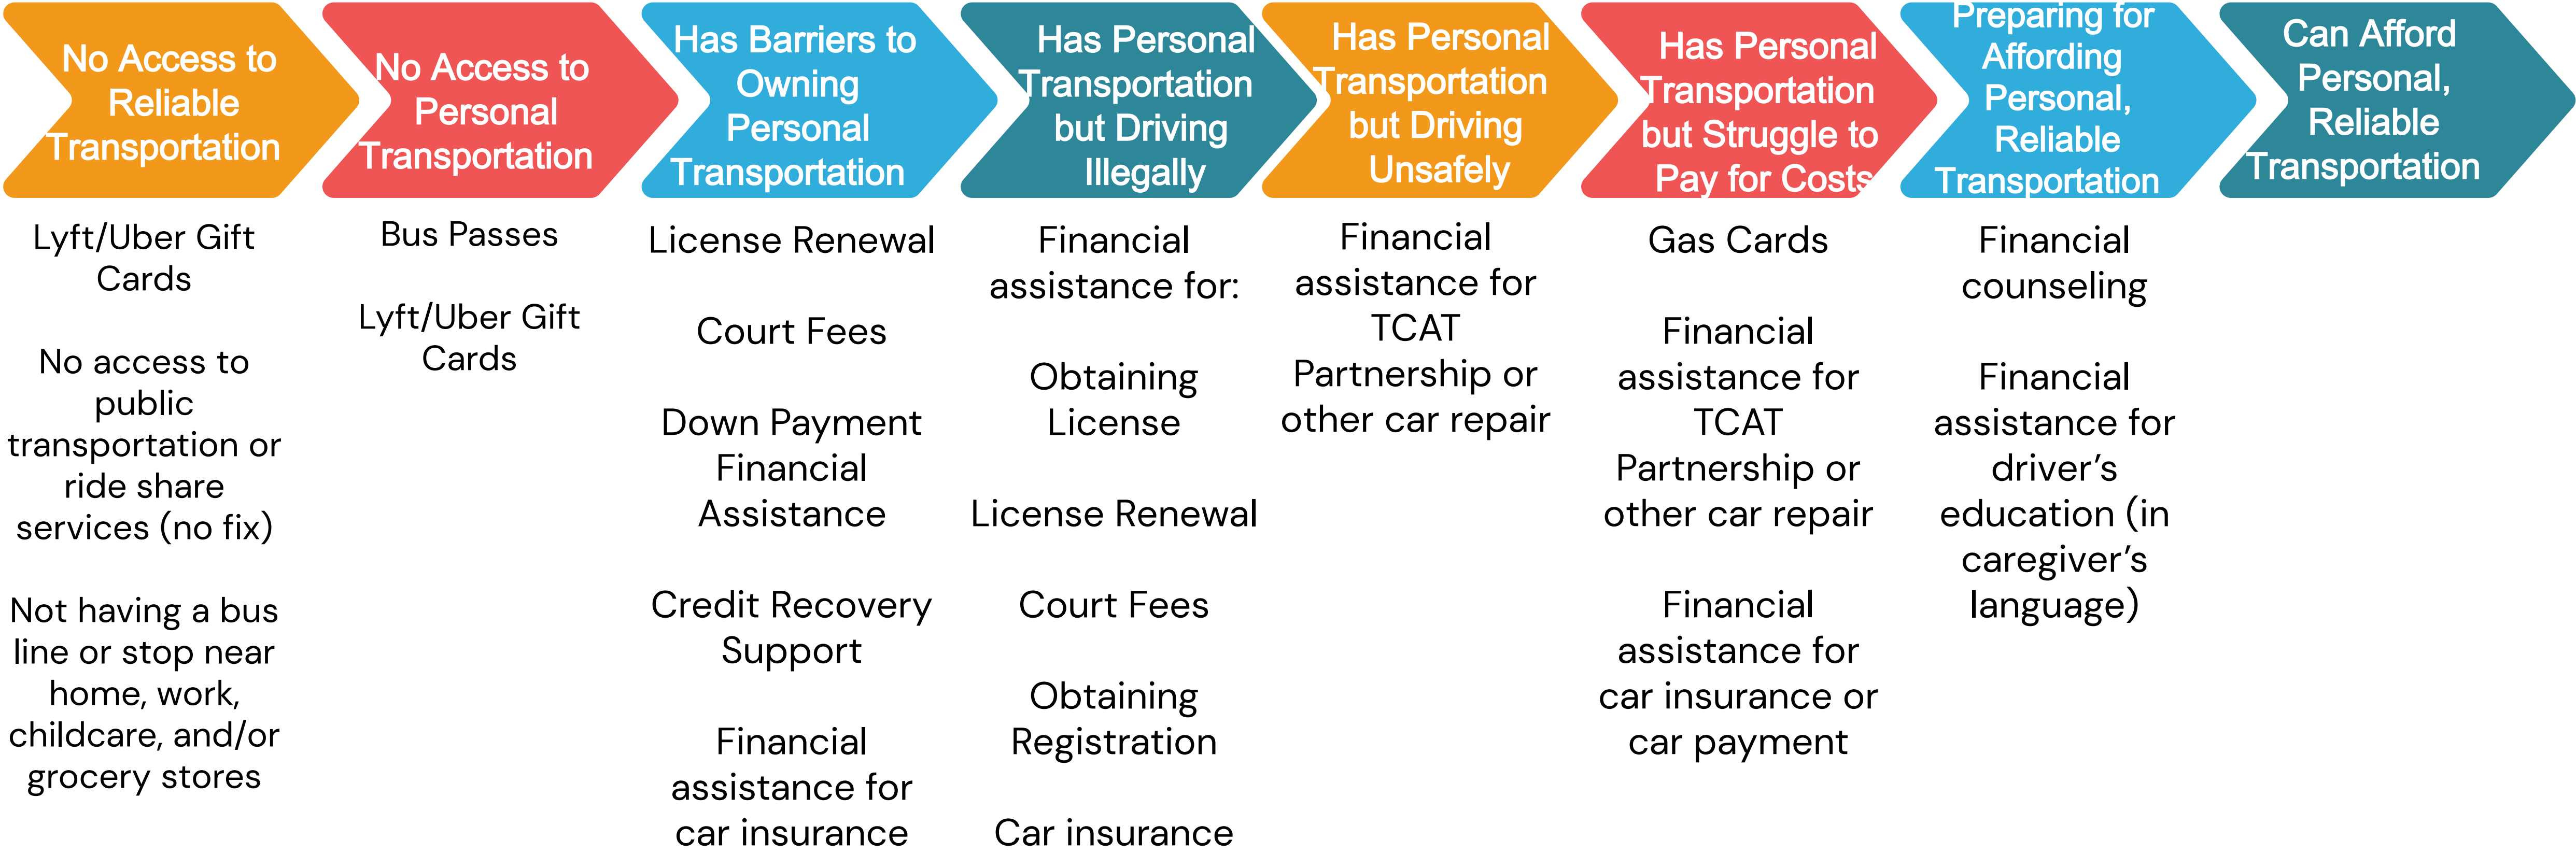 No Access to
Reliable
Transportation
No Access to
Personal
Transportation
Has Barriers to
Owning
Personal
Transportation
Has Personal
Transportation
but Driving
Illegally
Has Personal
Transportation
but Driving
Unsafely
Has Personal
Transportation
but Struggle to
Pay for Costs
Preparing for
Affording
Personal,
Reliable
Transportation
Can Afford
Personal,
Reliable
Transportation
Lyft/Uber Gift
Cards
No access to
public
transportation or
ride share
services (no fix)
Not having a bus
line or stop near
home, work,
childcare, and/or
grocery stores
Bus Passes
Lyft/Uber Gift
Cards
License Renewal
Court Fees
Down Payment
Financial
Assistance
Credit Recovery
Support
Financial
assistance for
car insurance
Financial
assistance for:
Obtaining
License
License Renewal
Court Fees
Obtaining
Registration
Car insurance
Financial
assistance for
TCAT
Partnership or
other car repair
Gas Cards
Financial
assistance for
TCAT
Partnership or
other car repair
Financial
assistance for
car insurance or
car payment
Financial
counseling
Financial
assistance for
driver’s
education (in
caregiver’s
language)